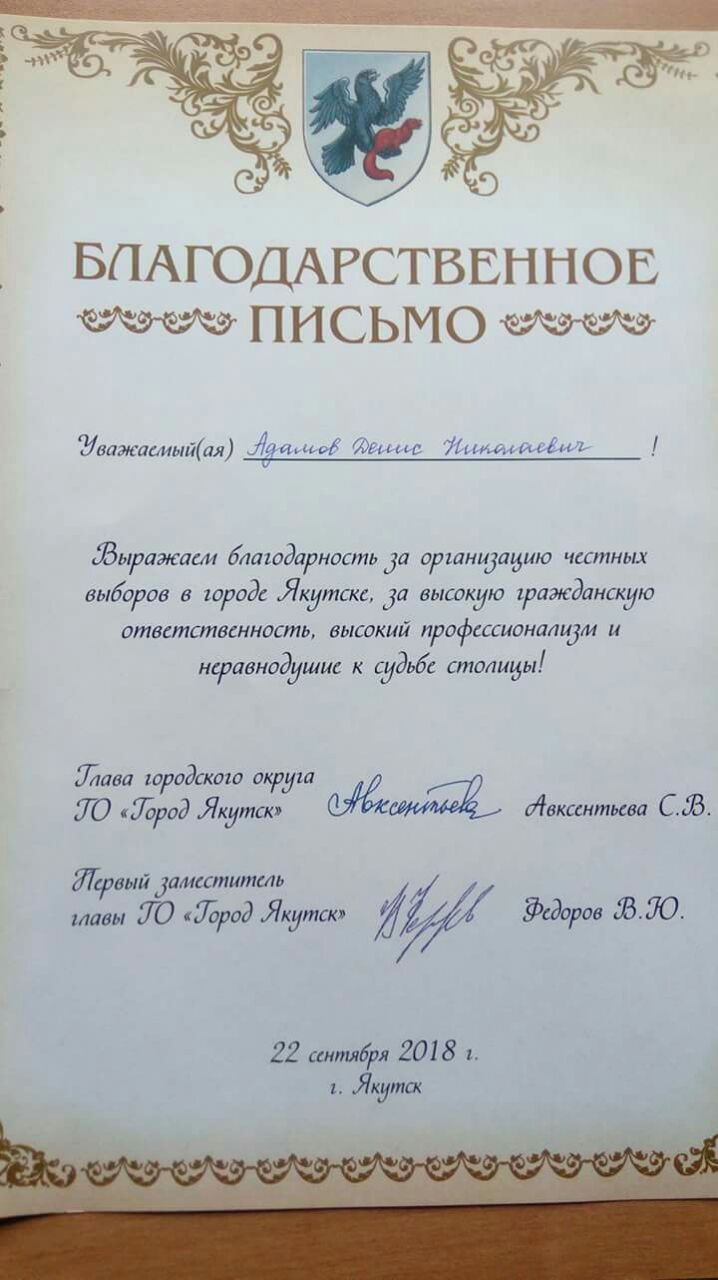 БЛАГОДАРСТВЕННОЕ
ПИСЬМО
Уважаемый(ая) Адамов Денис Николаевич !
Выражаем благодарность за организацию честных
выборов в городе Якутске, за высокую гражданскую
ответственность, высокий профессионализм и
неравнодушие к судьбе столицы!
Глава городского округа
ГО «Город Якутск» Авксентьева Авксентьева С.В.
Первый заместитель
главы ГО «Город Якутск» Федоров В.Ю.
22 сентября 2018 г.
г. Якутск